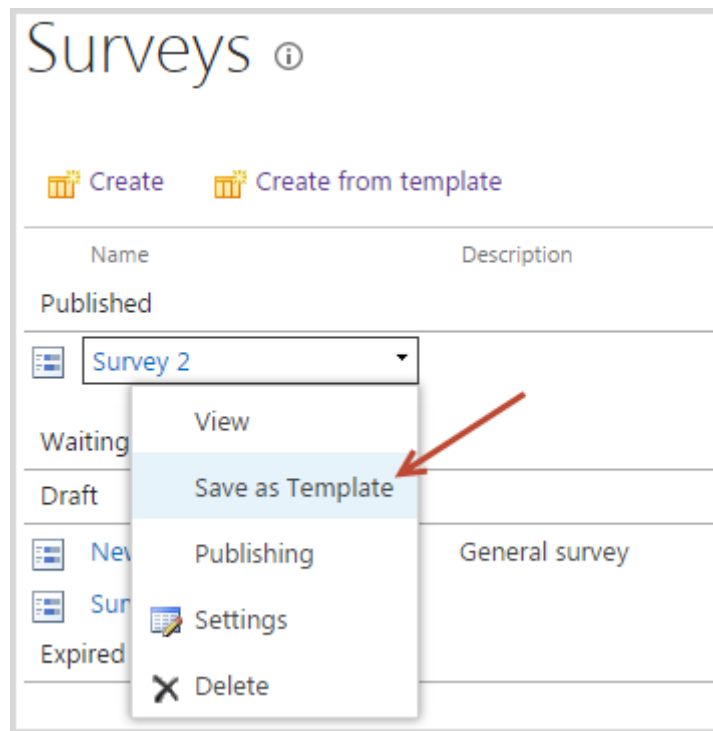 Surveys
Create Create from template
Name Description
Published
Survey 2
View
Waiting
Save as Template
Draft
Publishing General survey
Settings
Expired
Delete